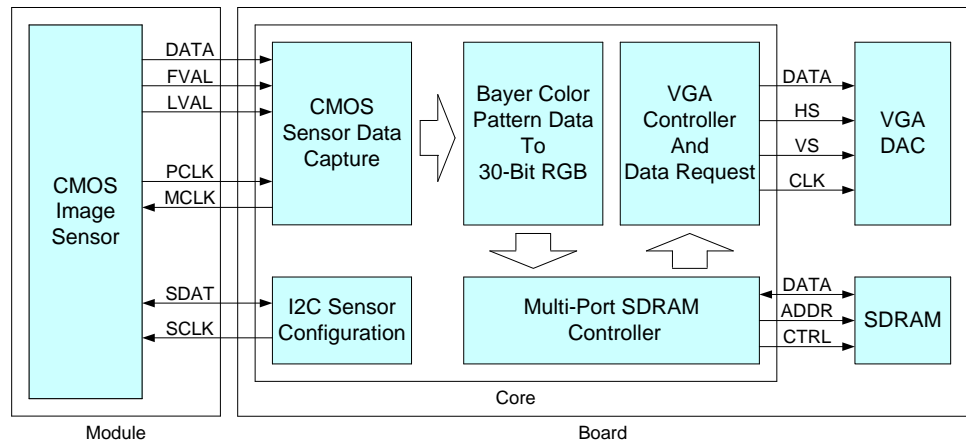 CMOS
Image
Sensor
DATA
FVAL
LVAL
PCLK
MCLK
SDAT
SCLK
CMOS
Sensor Data
Capture
I2C Sensor
Configuration
Bayer Color
Pattern Data
To
30-Bit RGB
VGA
Controller
And
Data Request
Multi-Port SDRAM
Controller
DATA
HS
VS
CLK
VGA
DAC
DATA
ADDR
CTRL
SDRAM
Core
Module
Board